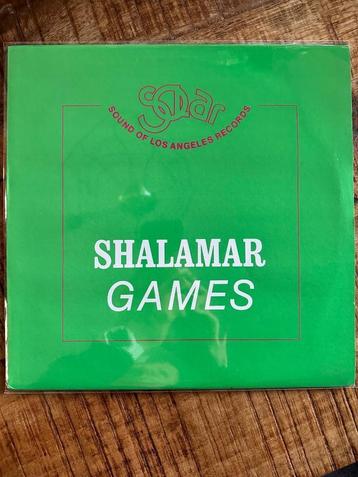 Solar
SOUND OF LOS ANGELES RECORDS
SHALAMAR
GAMES